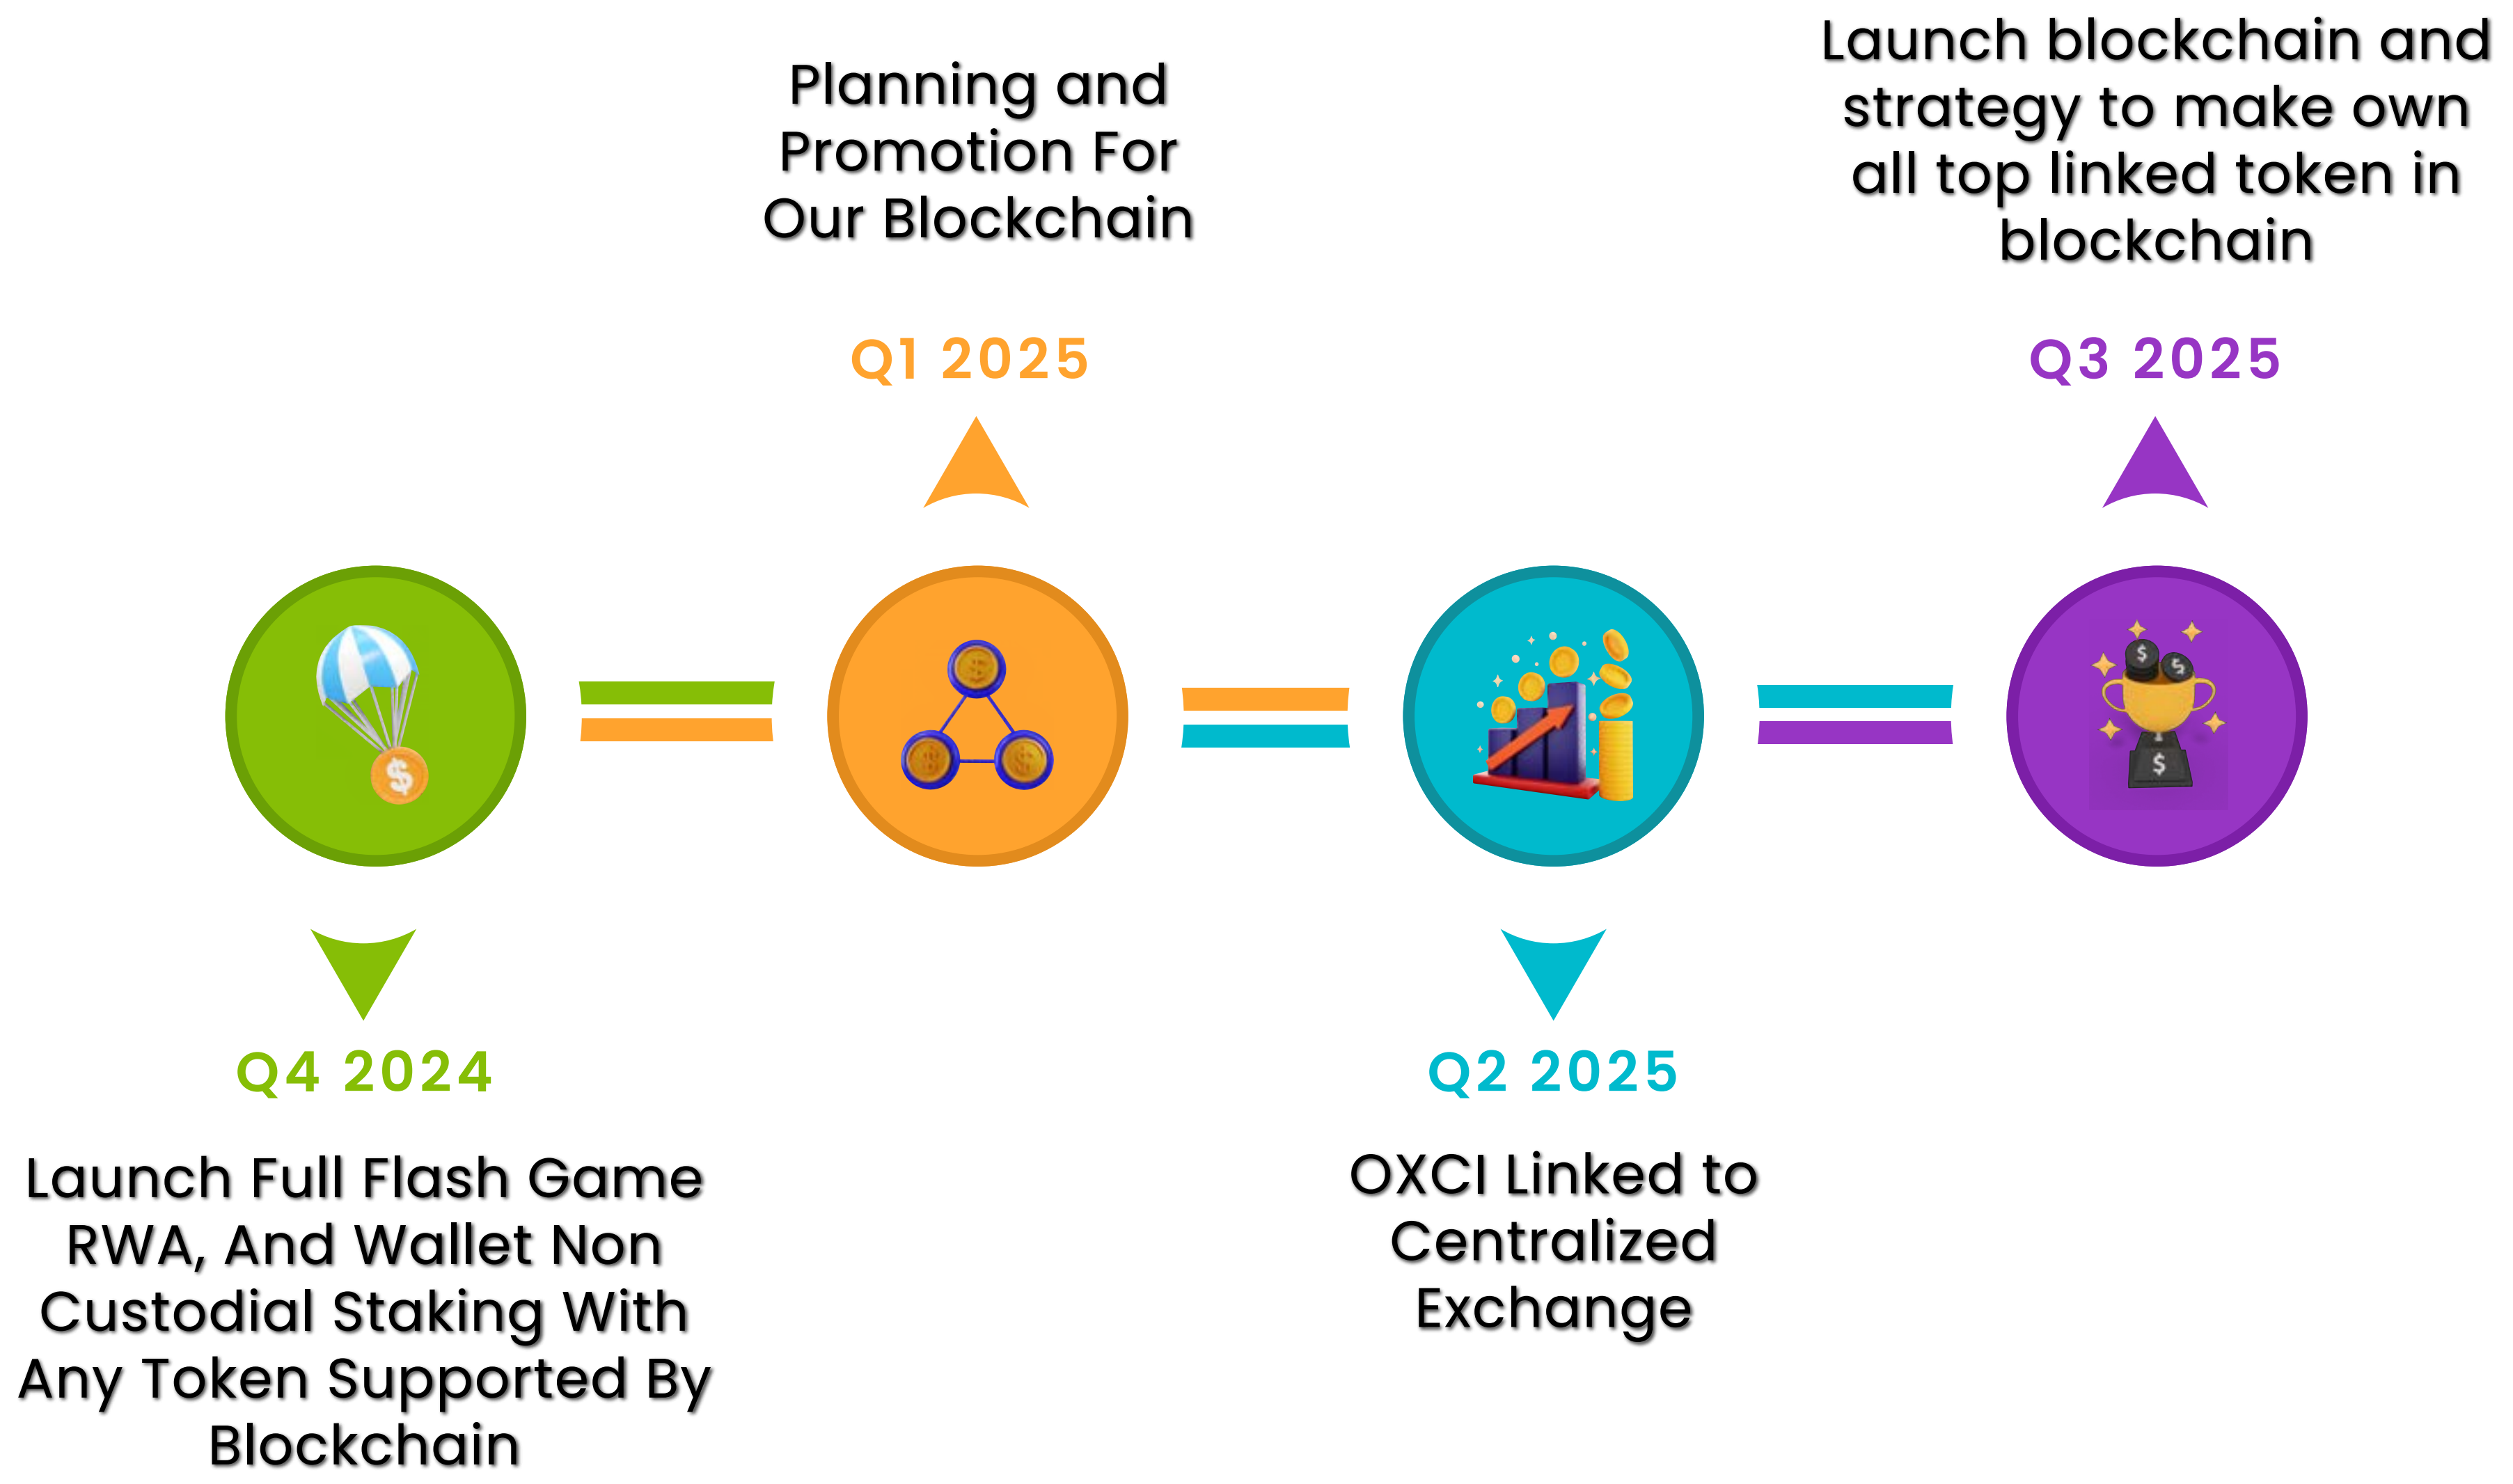 Planning and
Promotion For
Our Blockchain
Q1 2025
Launch blockchain and
strategy to make own
all top linked token in
blockchain
Q3 2025
Q4 2024
Launch Full Flash Game
RWA, And Wallet Non
Custodial Staking With
Any Token Supported By
Blockchain
Q2 2025
OXCI Linked to
Centralized
Exchange